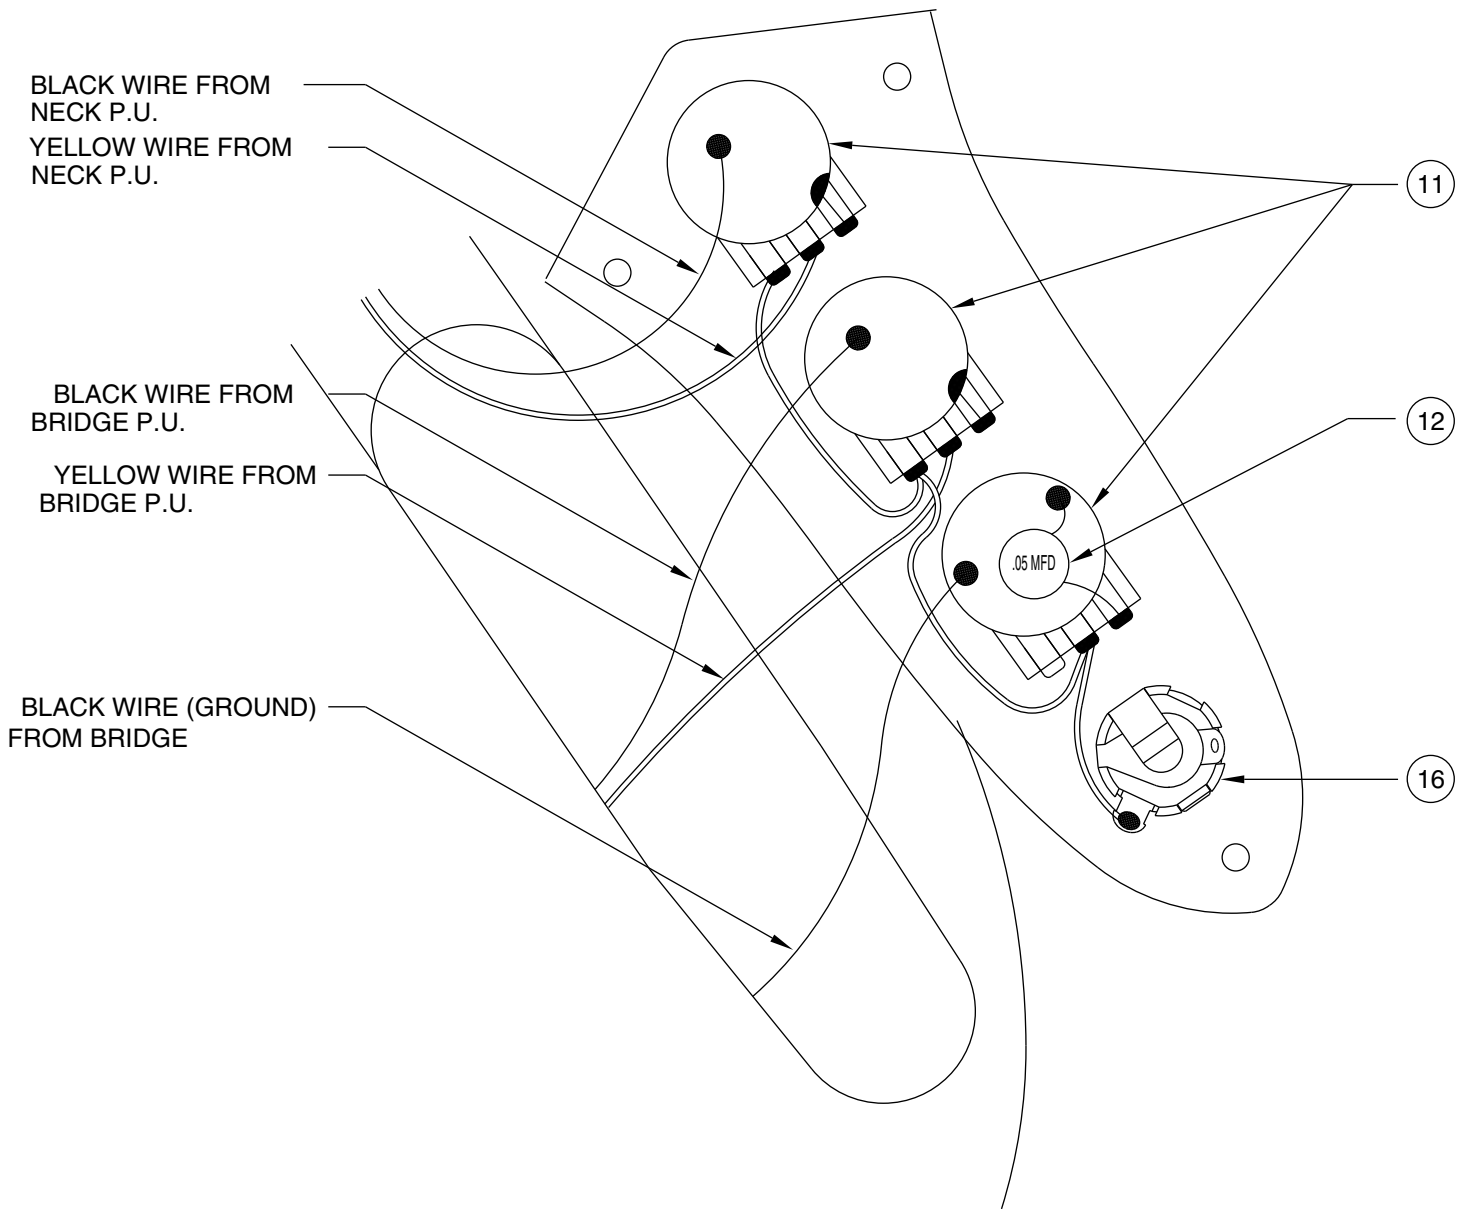 BLACK WIRE FROM
NECK P.U.
YELLOW WIRE FROM
NECK P.U.
11
BLACK WIRE FROM
BRIDGE P.U.
12
YELLOW WIRE FROM
BRIDGE P.U.
.05 MFD
BLACK WIRE (GROUND)
FROM BRIDGE
16